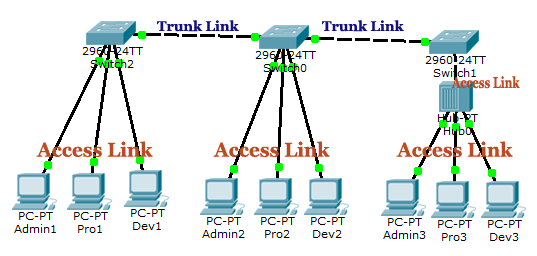 Trunk Link
Trunk Link
2960-24TT
Switch2
2960-24TT
Switch0
2960-24TT
Switch1
Access Link
Hub-PT
Hub0
Access Link
Access Link
Access Link
PC-PT
Admin1
PC-PT
Pro1
PC-PT
Dev1
PC-PT
Admin2
PC-PT
Pro2
PC-PT
Dev2
PC-PT
Admin3
PC-PT
Pro3
PC-PT
Dev3